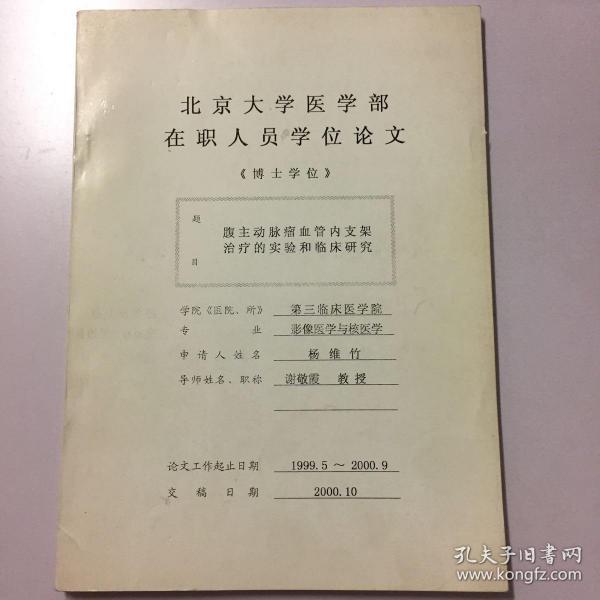 北京大学医学部
在职人员学位论文
《博士学位》
题目
腹主动脉瘤血管内支架
治疗的实验和临床研究
学院《医院、所》 第三临床医学院
专业 影像医学与核医学
申请人姓名 杨维竹
导师姓名、职称 谢敬霞 教授
论文工作起止日期 1999.5～2000.9
交稿日期 2000.10
孔夫子旧书网
www.kongfz.com